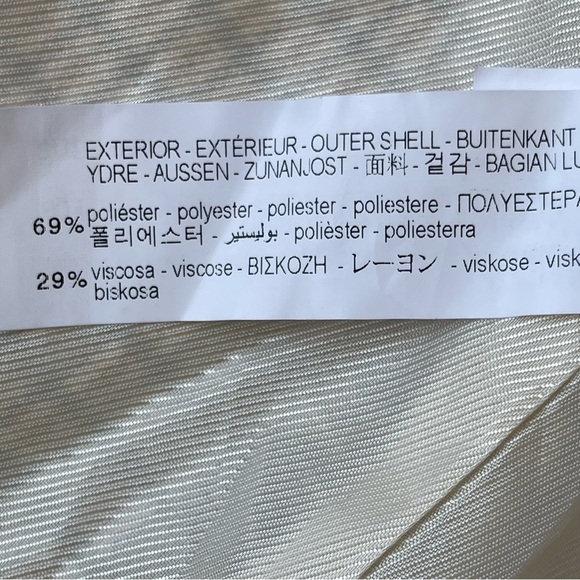 EXTERIOR - EXTÉRIEUR - OUTER SHELL - BUITENKANT
YDRE - AUSSEN - ZUNANJOST - 面料 - 겉감 - BAGIAN LU
69% poliéster - polyester - poliester - poliestere - ΠΟΛΥΕΣΤΕΡΑ
폴리에스터 - بوليستير - polièster - poliesterra
29% viscosa - viscose - ΒΙΣΚΟΖΗ - レーヨン - viskose - visk
biskosa